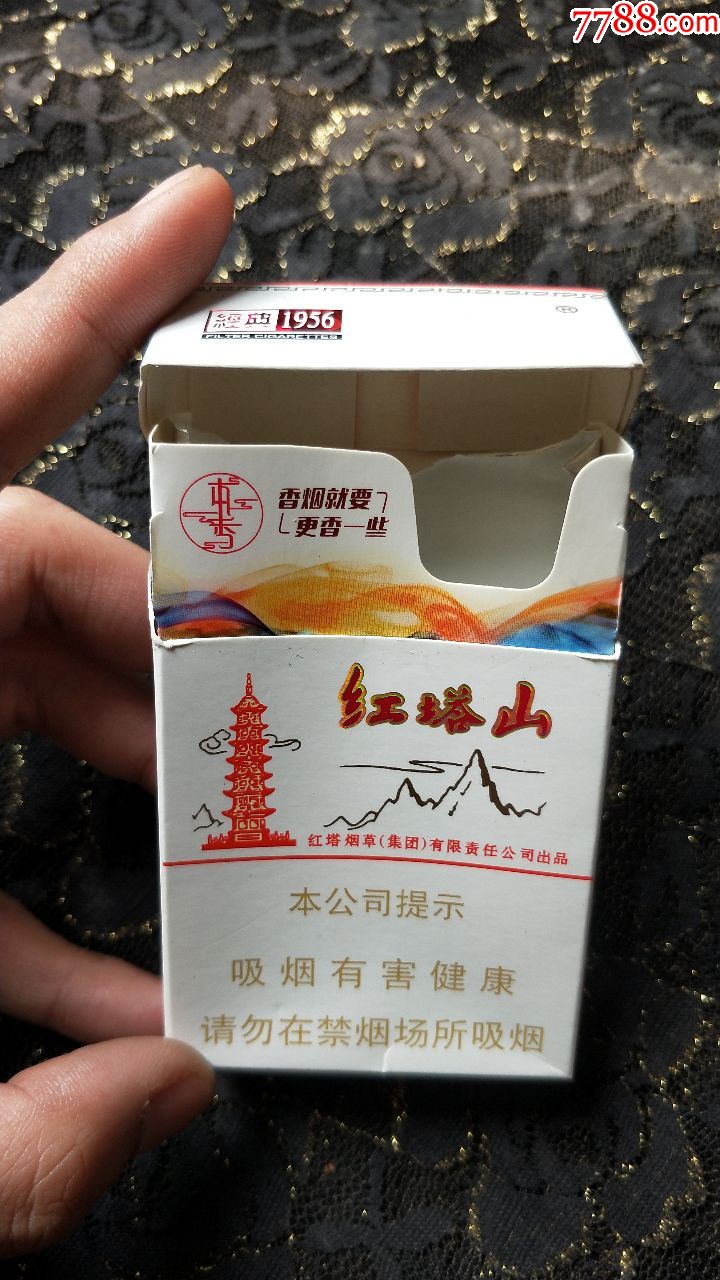 7788.com
經典 1956
FILTER CIGARETTES
®
香烟就要
更香一些
红塔山
红塔烟草(集团)有限责任公司出品
本公司提示
吸烟有害健康
请勿在禁烟场所吸烟